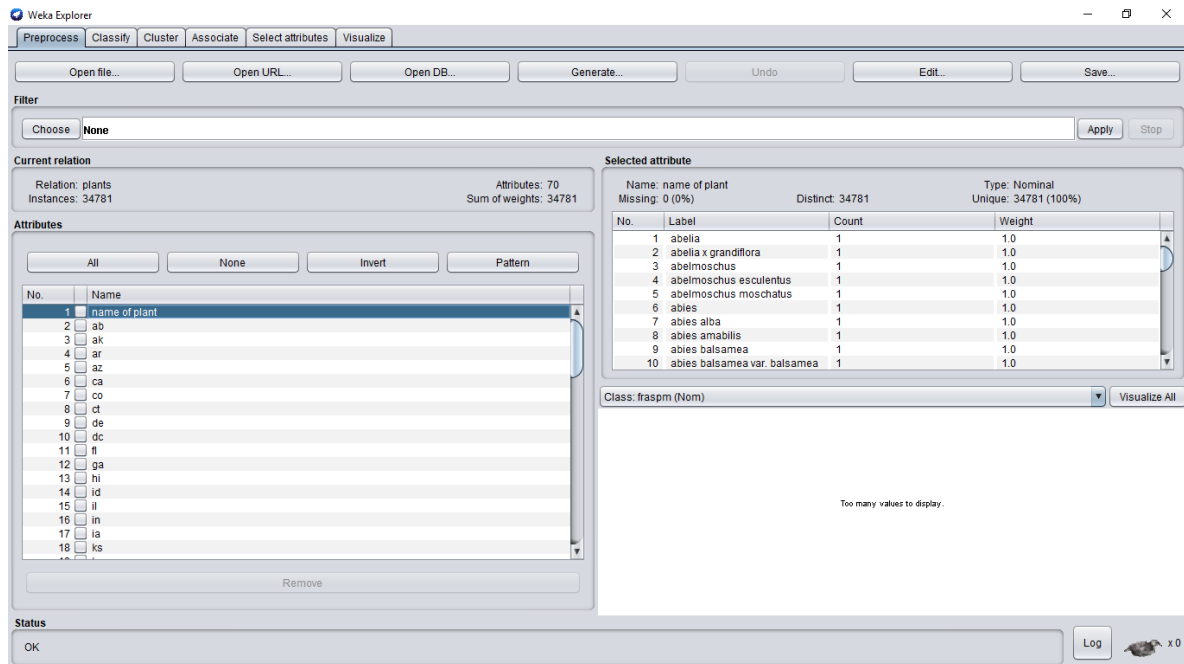 Weka Explorer
Preprocess Classify Cluster Associate Select attributes Visualize
Open file... Open URL... Open DB... Generate... Undo Edit... Save...
Filter
Choose None Apply Stop
Current relation
Relation: plants Attributes: 70
Instances: 34781 Sum of weights: 34781
Attributes
All None Invert Pattern
No. Name
1 name of plant
2 ab
3 ak
4 ar
5 az
6 ca
7 co
8 ct
9 de
10 dc
11 fl
12 ga
13 hi
14 id
15 il
16 in
17 ia
18 ks
Remove
Selected attribute
Name: name of plant Type: Nominal
Missing: 0 (0%) Distinct: 34781 Unique: 34781 (100%)
No. Label Count Weight
1 abelia 1 1.0
2 abelia x grandiflora 1 1.0
3 abelmoschus 1 1.0
4 abelmoschus esculentus 1 1.0
5 abelmoschus moschatus 1 1.0
6 abies 1 1.0
7 abies alba 1 1.0
8 abies amabilis 1 1.0
9 abies balsamea 1 1.0
10 abies balsamea var. balsamea 1 1.0
Class: fraspm (Nom) Visualize All
Too many values to display.
Status
OK Log x 0